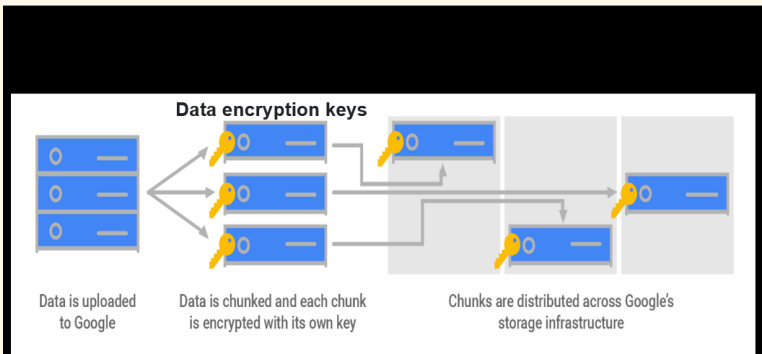 Data encryption keys
Data is uploaded
to Google
Data is chunked and each chunk
is encrypted with its own key
Chunks are distributed across Google's
storage infrastructure